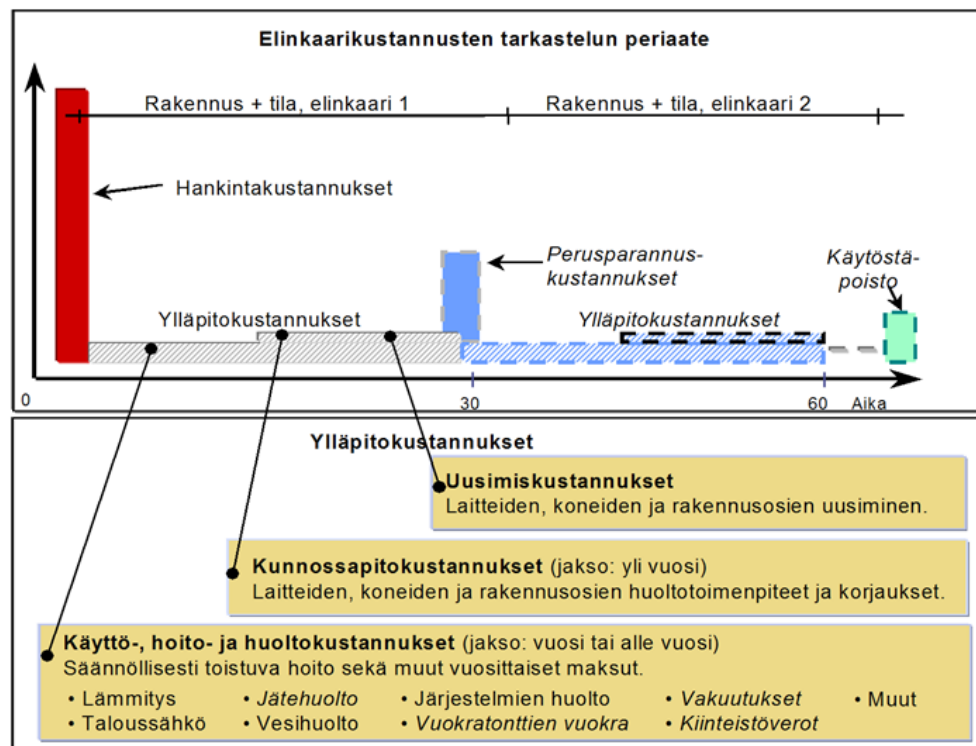 Elinkaarikustannusten tarkastelun periaate
Rakennus + tila, elinkaari 1
Rakennus + tila, elinkaari 2
Hankintakustannukset
Perusparannus-
kustannukset
Käytöstä-
poisto
Ylläpitokustannukset
Ylläpitokustannukset
0
30
60
Aika
Ylläpitokustannukset
Uusimiskustannukset
Laitteiden, koneiden ja rakennusosien uusiminen.
Kunnossapitokustannukset (jakso: yli vuosi)
Laitteiden, koneiden ja rakennusosien huoltotoimenpiteet ja korjaukset.
Käyttö-, hoito- ja huoltokustannukset (jakso: vuosi tai alle vuosi)
Säännöllisesti toistuva hoito sekä muut vuosittaiset maksut.
• Lämmitys • Jätehuolto • Järjestelmien huolto • Vakuutukset • Muut
• Taloussähkö • Vesihuolto • Vuokratonttien vuokra • Kiinteistöverot